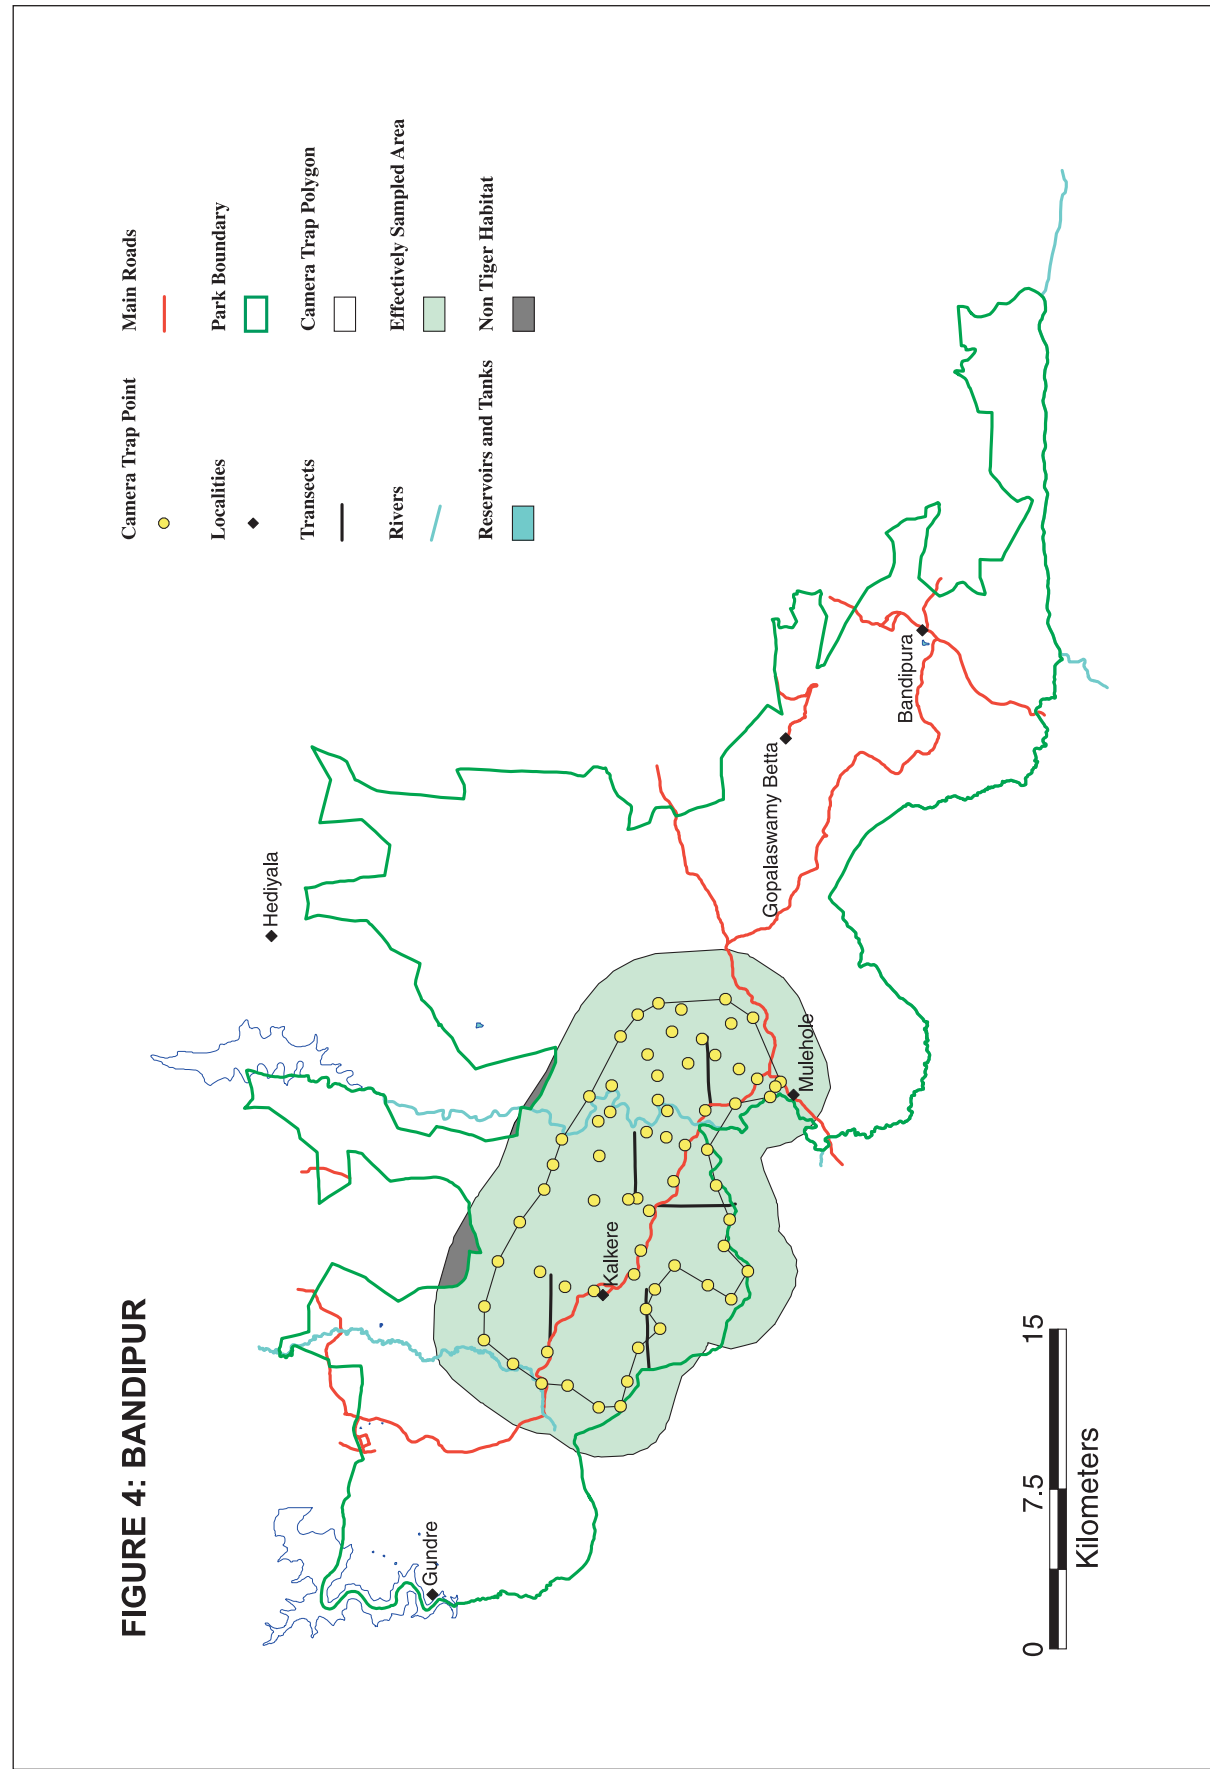 FIGURE 4: BANDIPUR
Camera Trap Point
Main Roads
Localities
Park Boundary
Transects
Camera Trap Polygon
Rivers
Effectively Sampled Area
Reservoirs and Tanks
Non Tiger Habitat
Hediyala
Gundre
Kalkere
Gopalaswamy Betta
Mulehole
Bandipura
0 7.5 15
Kilometers